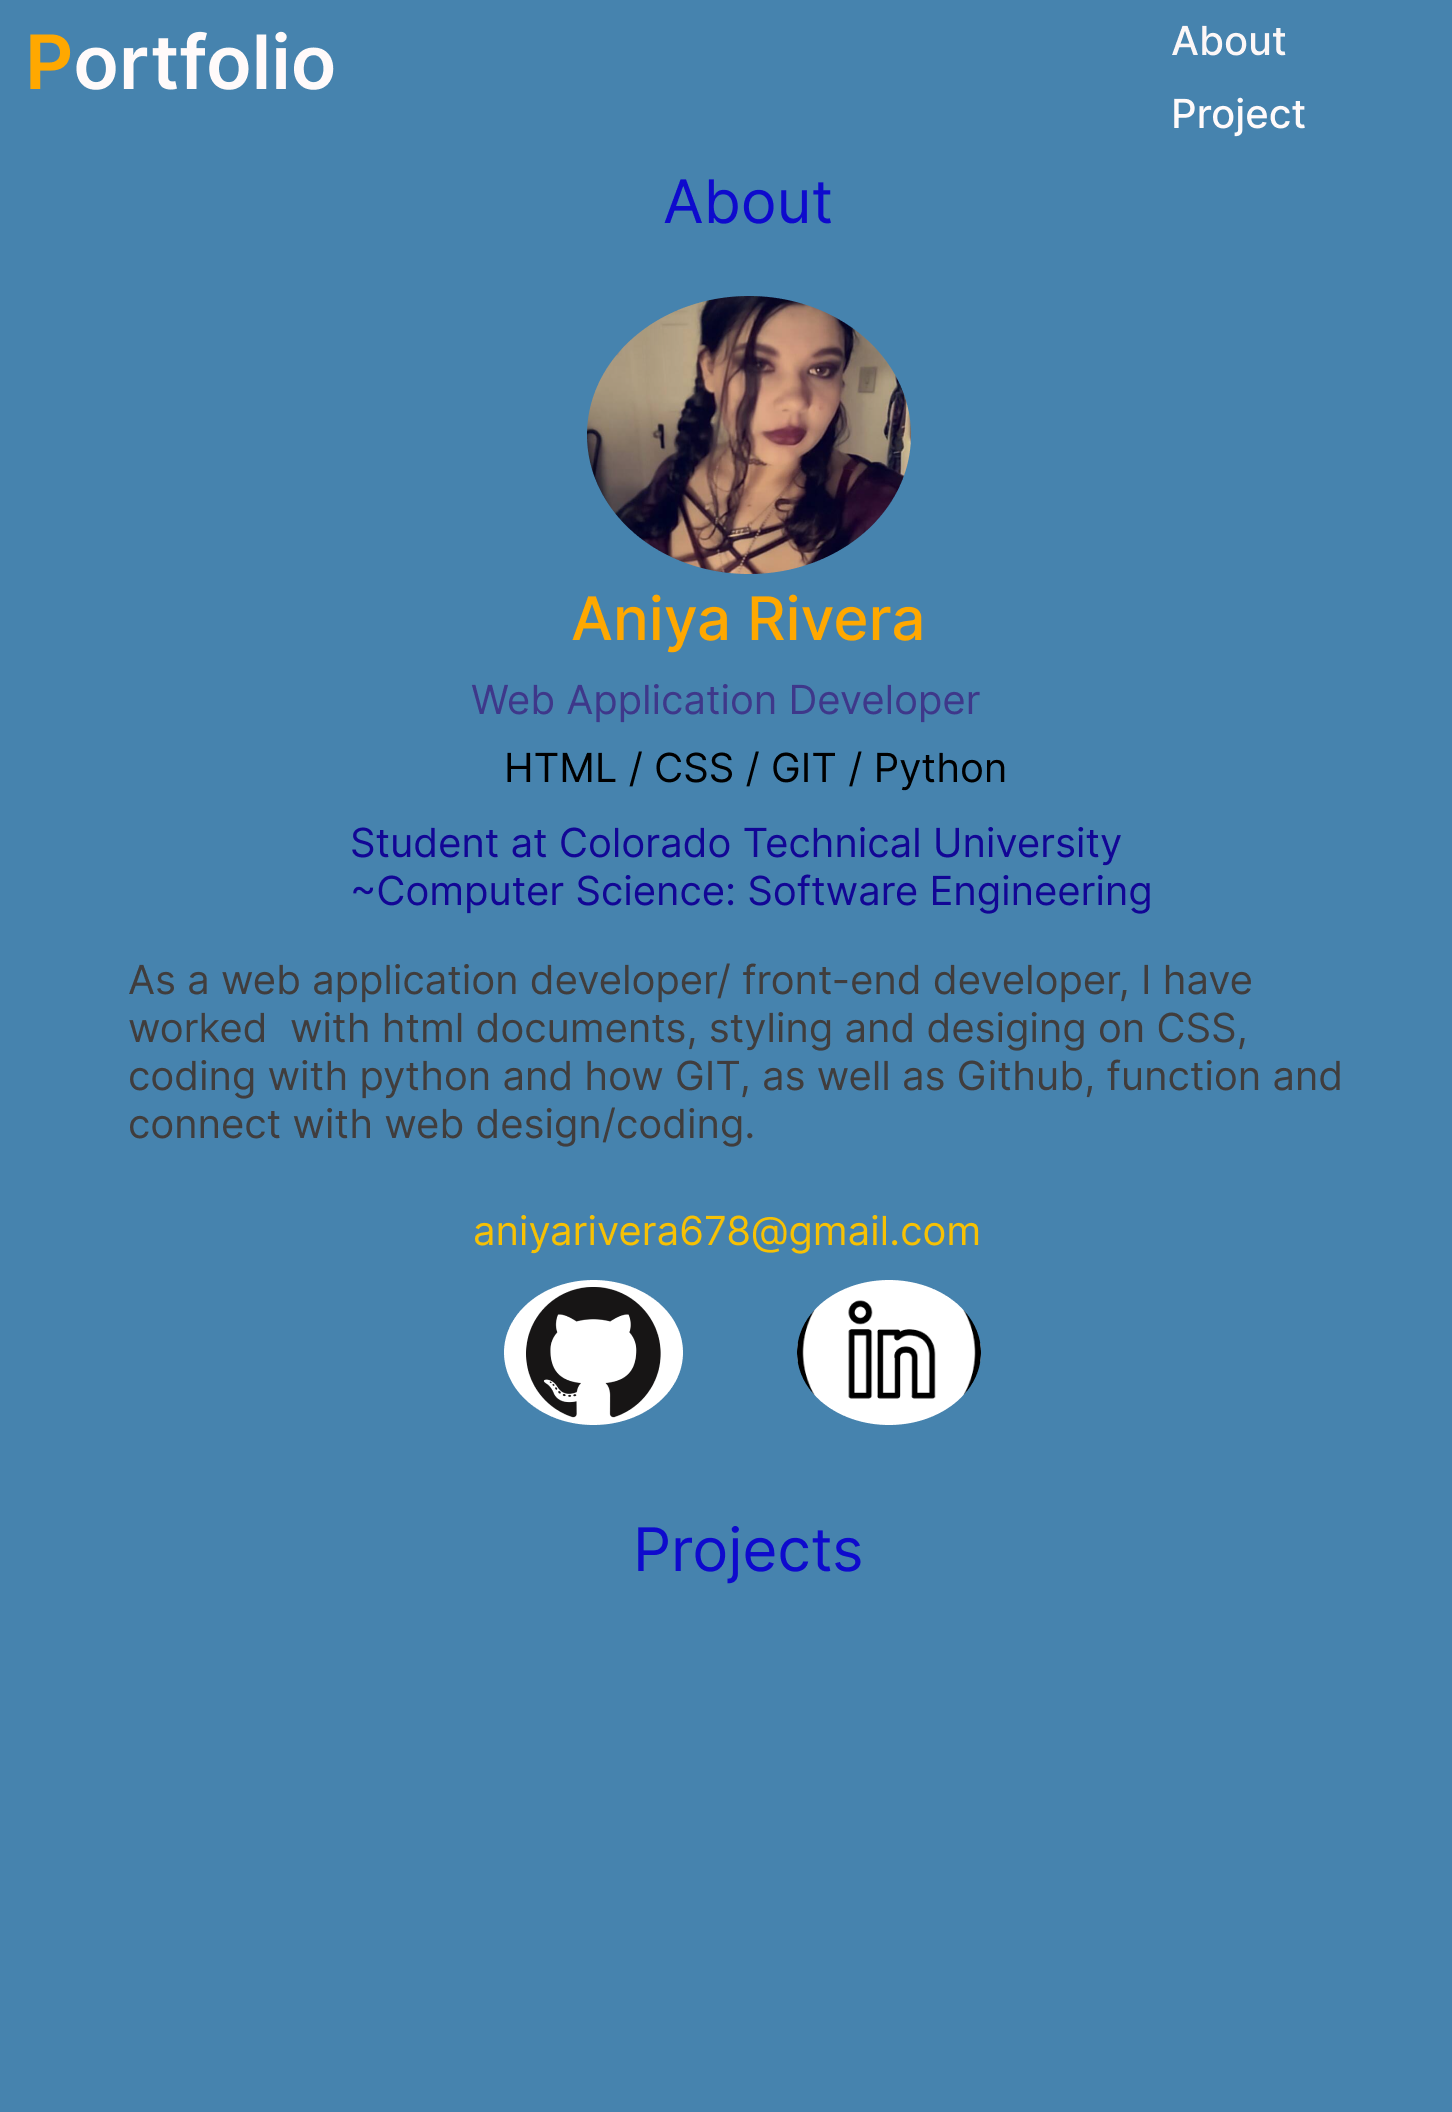 Portfolio
About
Project
About
Aniya Rivera
Web Application Developer
HTML / CSS / GIT / Python
Student at Colorado Technical University
~Computer Science: Software Engineering
As a web application developer/ front-end developer, I have
worked  with html documents, styling and desiging on CSS,
coding with python and how GIT, as well as Github, function and
connect with web design/coding.
aniyarivera678@gmail.com
in
Projects